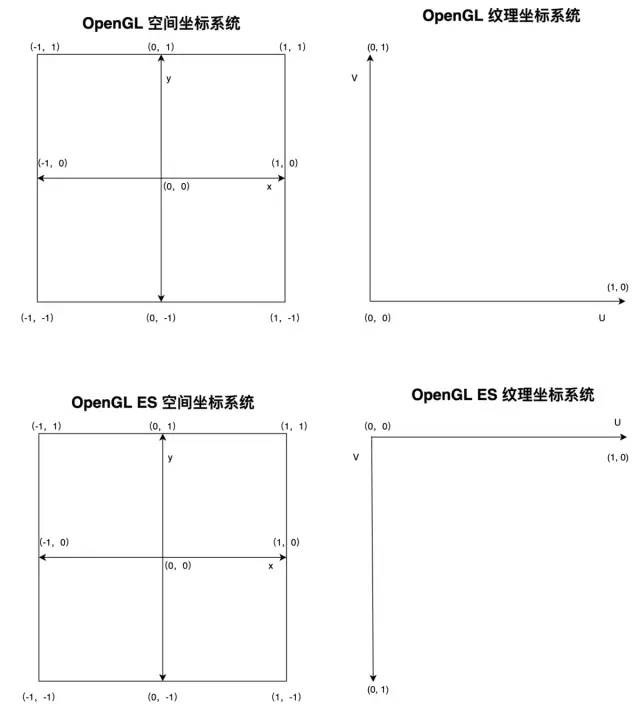 OpenGL 空间坐标系统
(-1, 1)
(0, 1)
(1, 1)
y
(-1, 0)
(1, 0)
(0, 0)
x
(-1, -1)
(0, -1)
(1, -1)
OpenGL 纹理坐标系统
(0, 1)
V
(1, 0)
(0, 0)
U
OpenGL ES 空间坐标系统
(-1, 1)
(0, 1)
(1, 1)
y
(-1, 0)
(1, 0)
(0, 0)
x
(-1, -1)
(0, -1)
(1, -1)
OpenGL ES 纹理坐标系统
(0, 0)
U
V
(1, 0)
(0, 1)